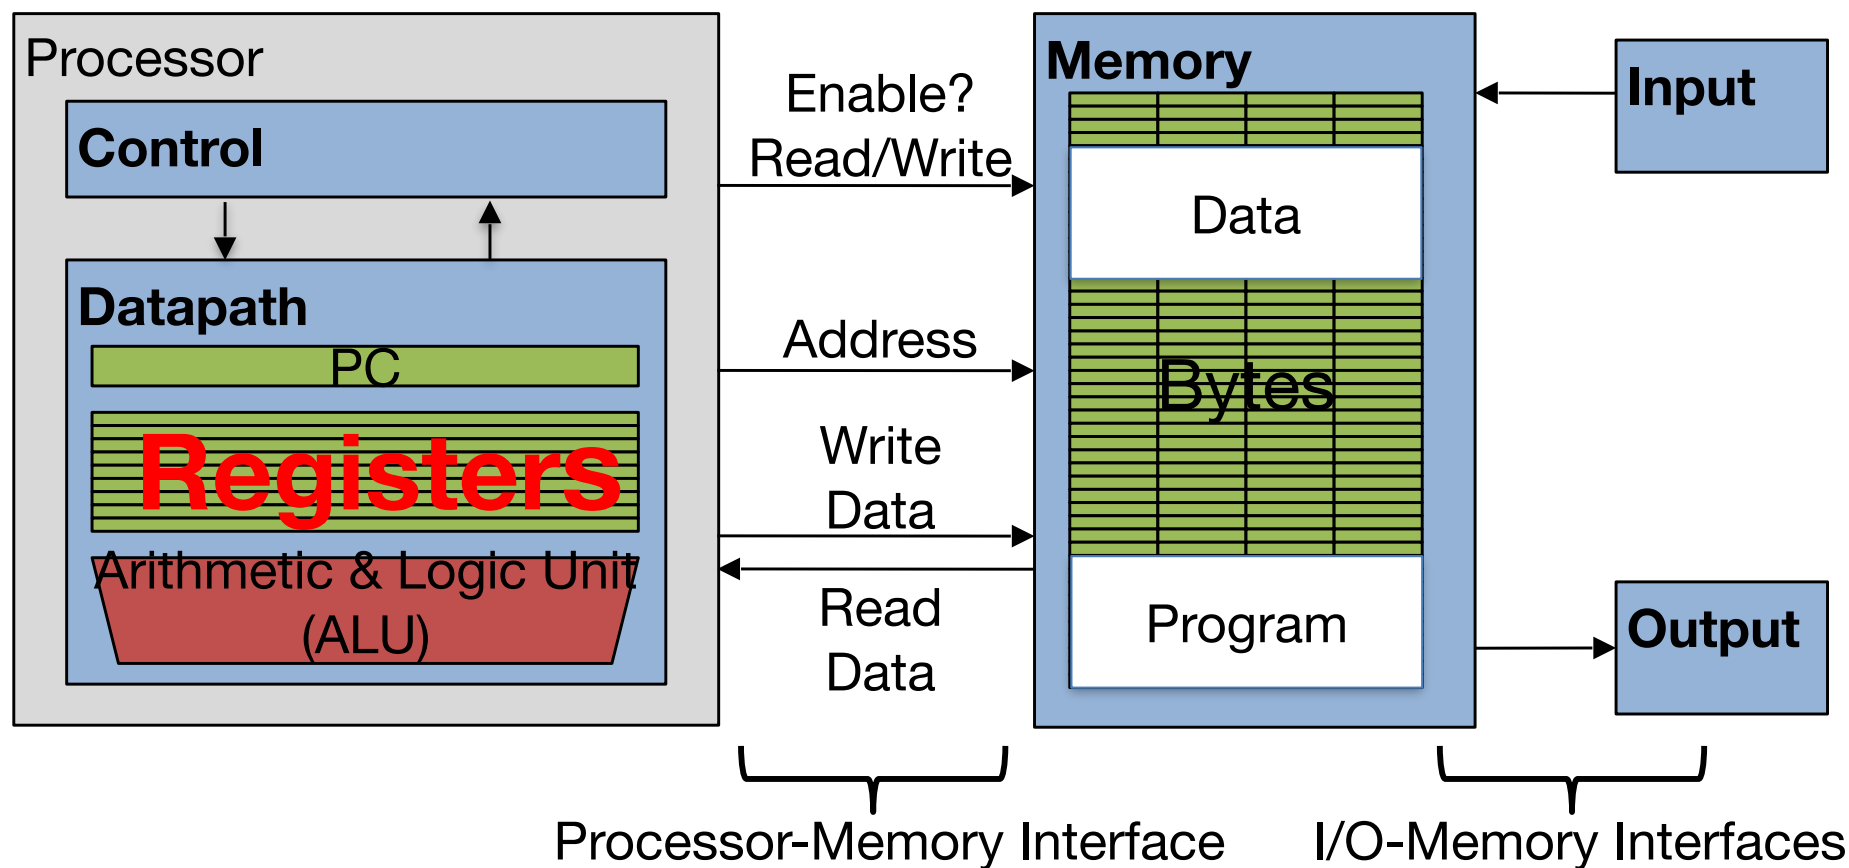 Processor
Control
Datapath
PC
Registers
Arithmetic & Logic Unit
(ALU)
Enable?
Read/Write
Address
Write
Data
Read
Data
Memory
Data
Bytes
Program
Input
Output
Processor-Memory Interface
I/O-Memory Interfaces